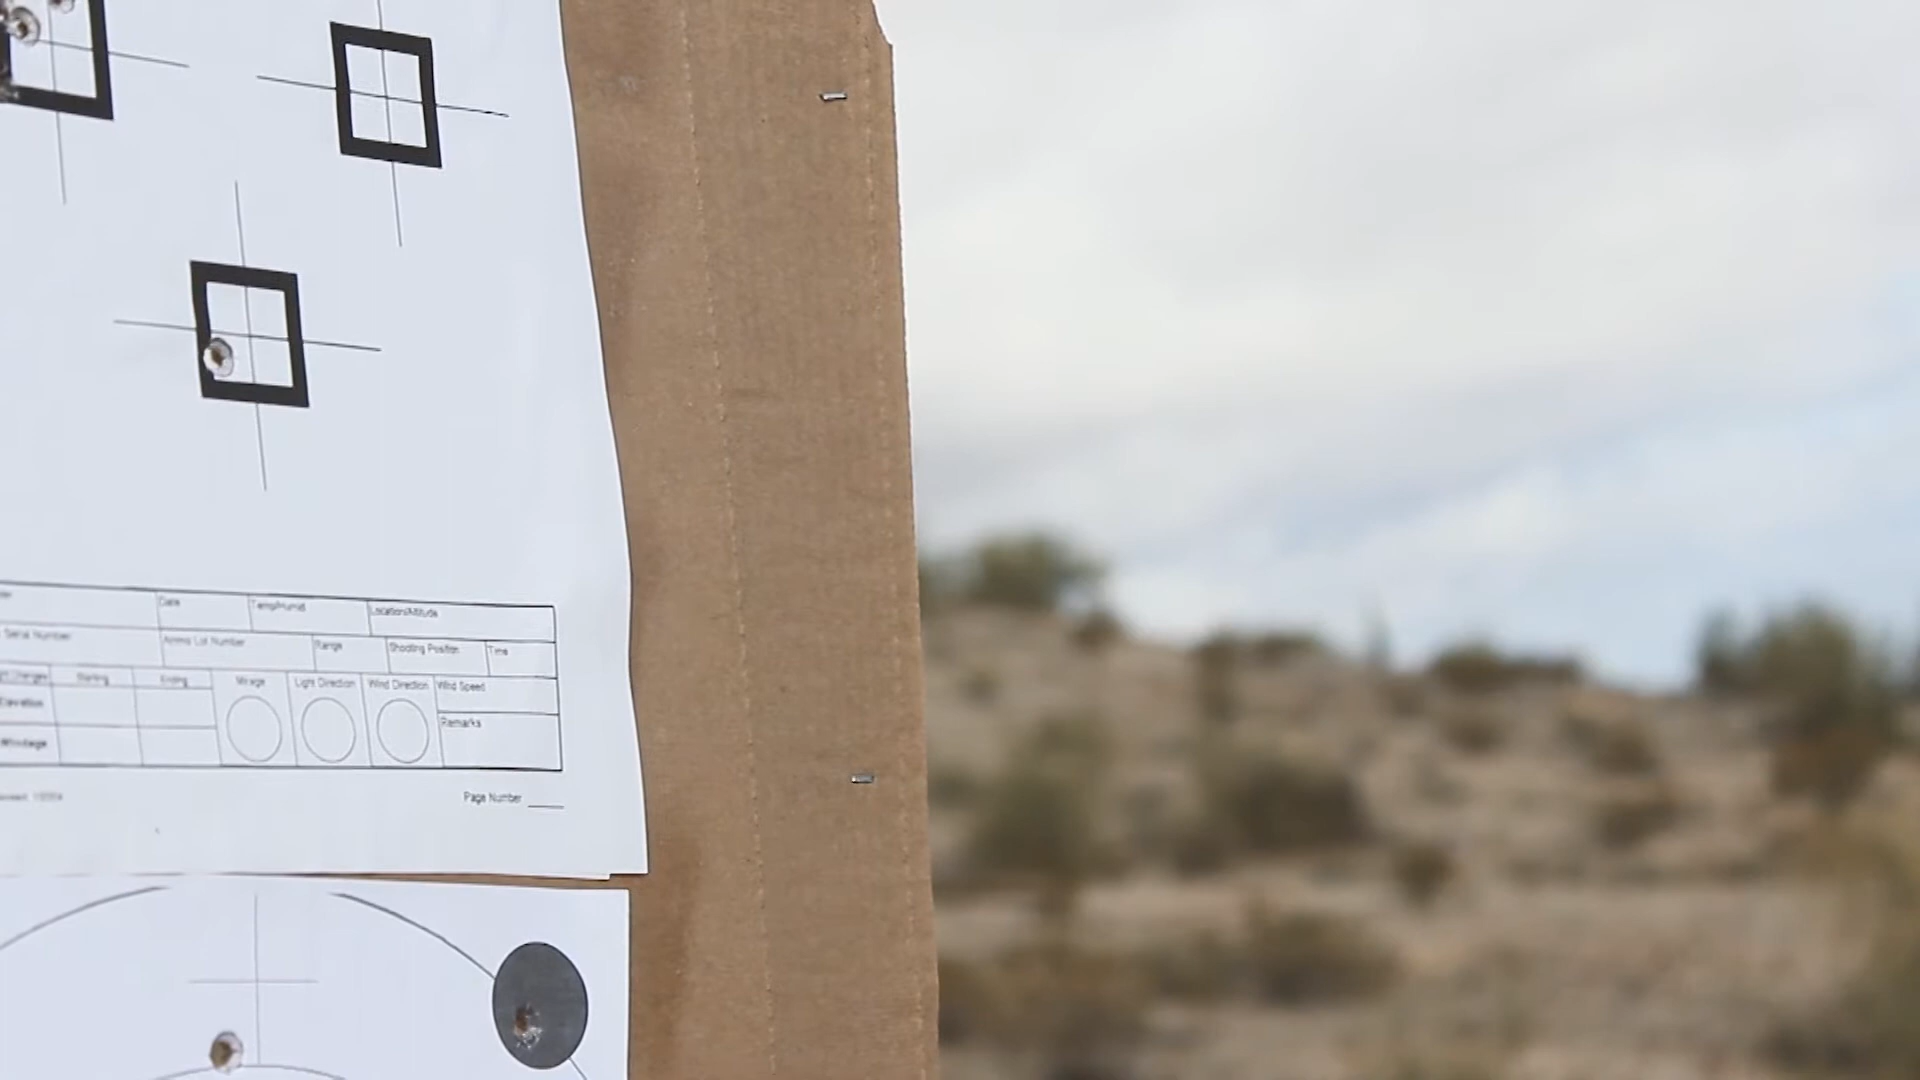 Date Temp/Humid Location/Altitude
Serial Number Ammo Lot Number Range Shooting Position Time
Starting Ending Mirage Light Direction Wind Direction Wind Speed
Elevation
Remarks
Windage
Page Number